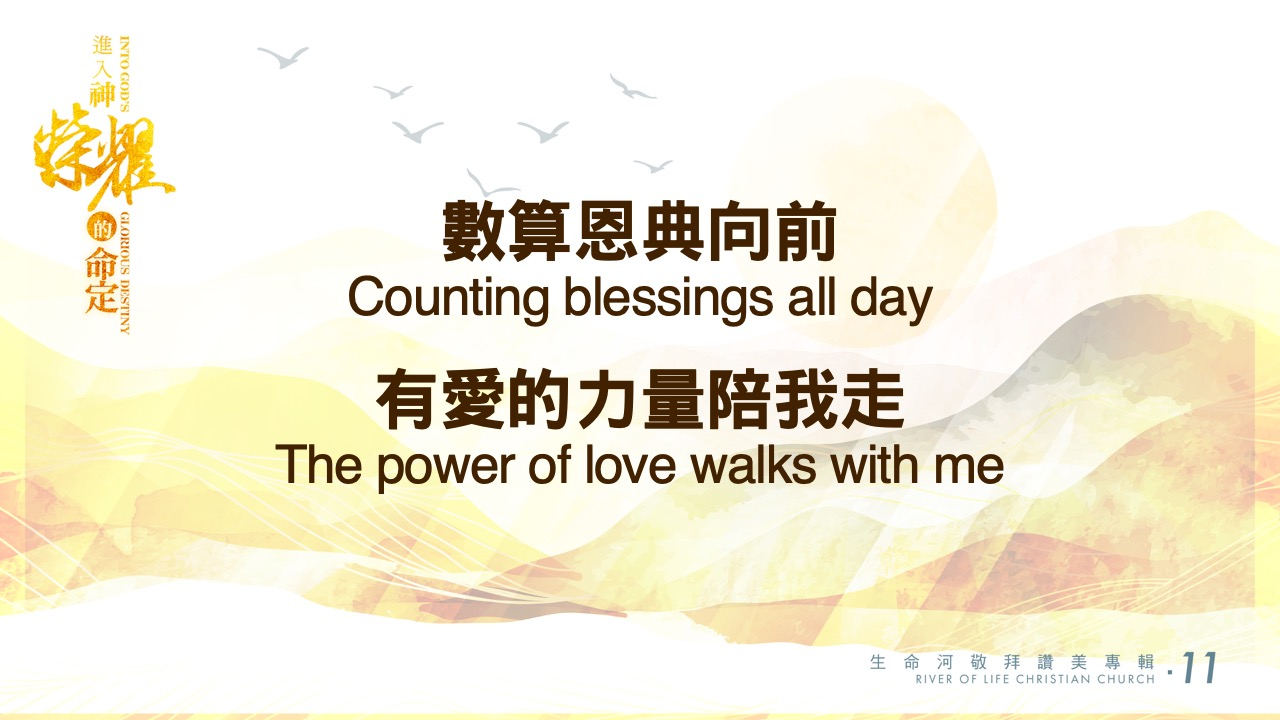 進入神
榮耀
的
命定
INTO GOD'S
GLORIOUS DESTINY
數算恩典向前
Counting blessings all day
有愛的力量陪我走
The power of love walks with me
生命河敬拜讚美專輯
RIVER OF LIFE CHRISTIAN CHURCH
·11